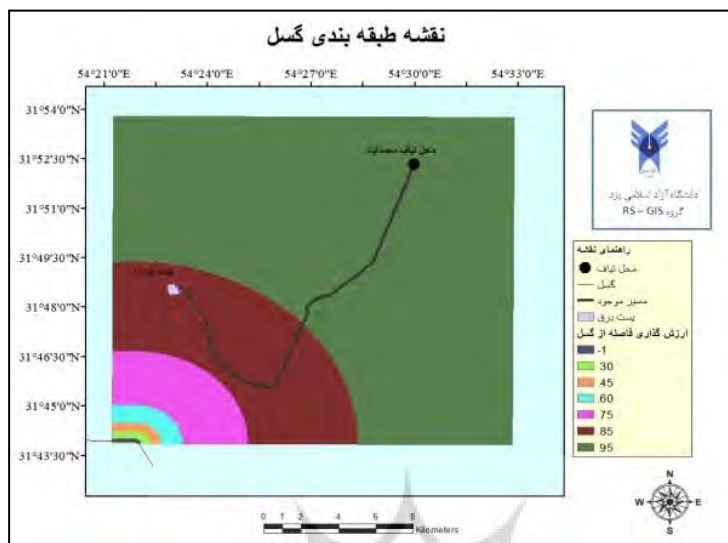 نقشه طبقه بندی گسل
54°21'0"E 54°24'0"E 54°27'0"E 54°30'0"E 54°33'0"E
31°54'0"N
31°52'30"N
31°51'0"N
31°49'30"N
31°48'0"N
31°46'30"N
31°45'0"N
31°43'30"N
محل تپاف محمدآباد
دانشگاه آزاد اسلامی یزد
گروه RS – GIS
راهنمای نقشه
محل تپاف
گسل
مسیر موجود
پست برق
ارزش گذاری فاصله از گسل
-1
30
45
60
75
85
95
N
W E
S
0 1 2 4 6 8
Kilometers